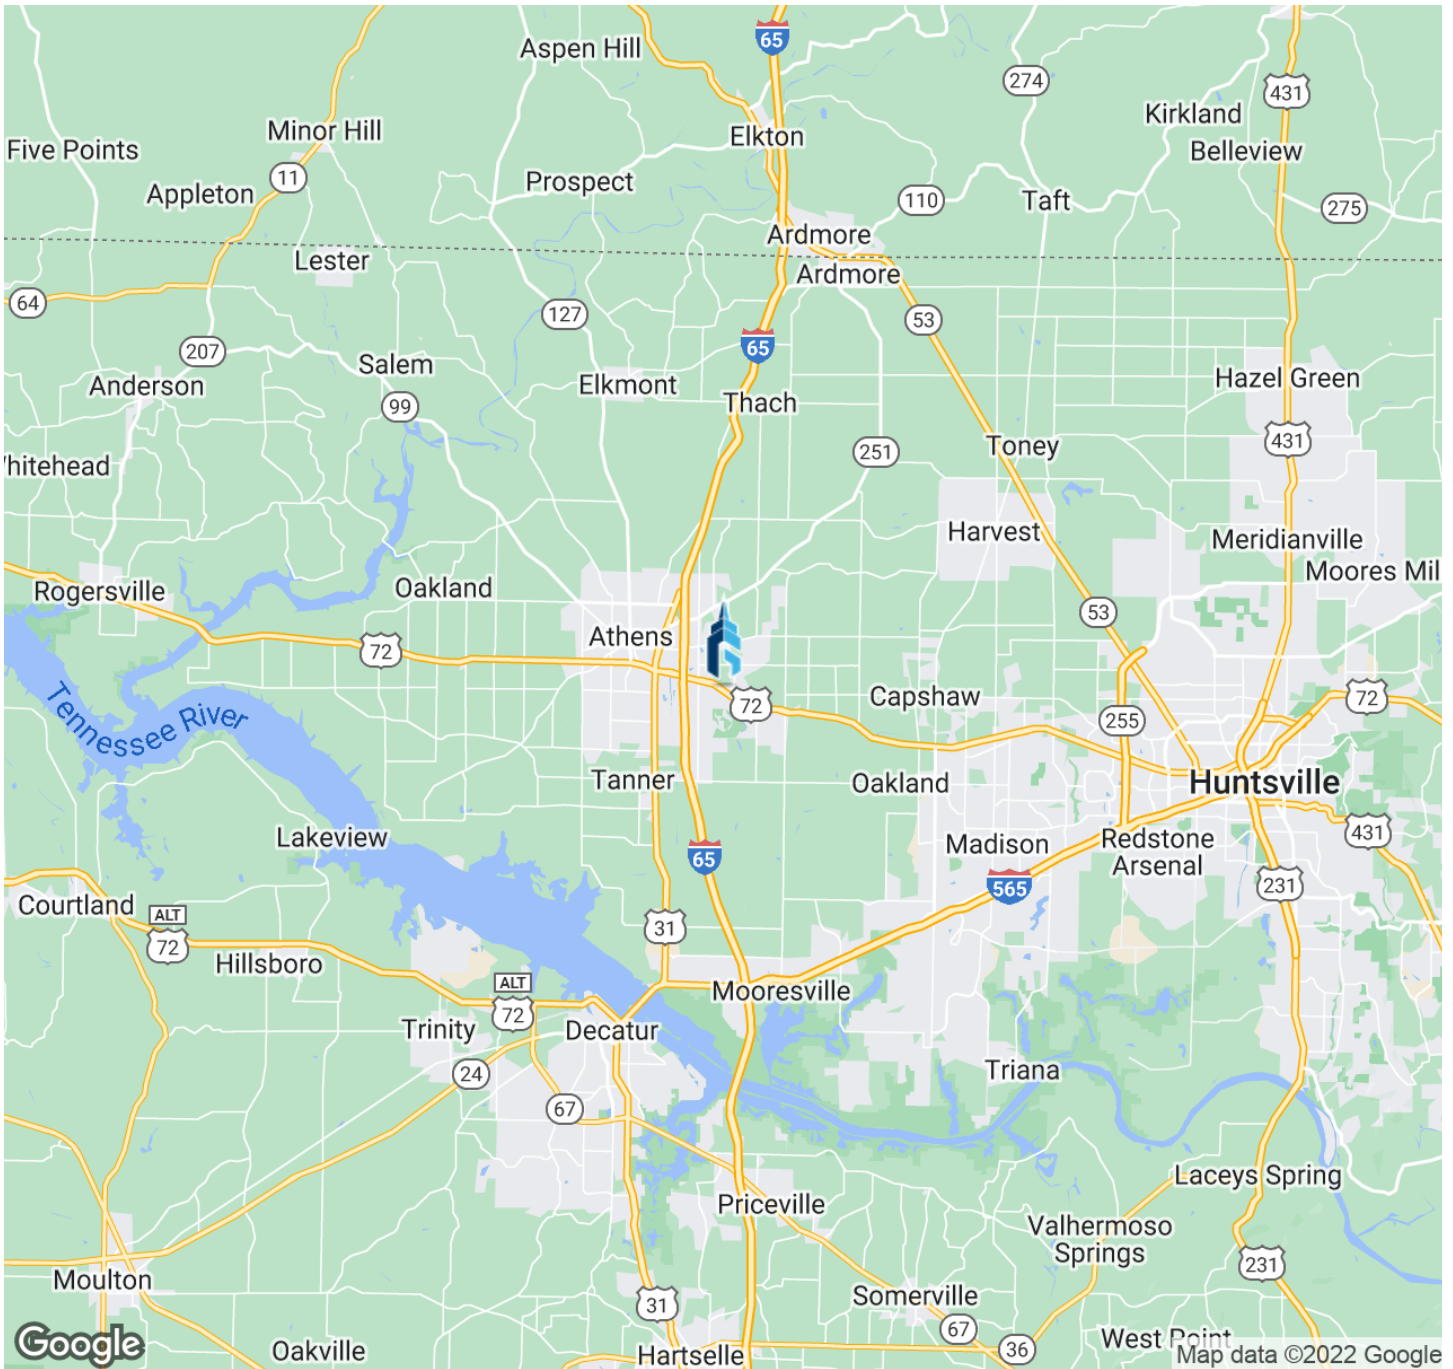 65
Aspen Hill
274
431
Kirkland
Minor Hill
Elkton
Five Points
Belleview
11
Prospect
Appleton
110
Taft
275
Ardmore
Lester
Ardmore
64
127
53
65
207
Salem
Anderson
Elkmont
Hazel Green
99
Thach
431
Toney
251
hitehead
Harvest
Meridianville
Moores Mil
Rogersville
Oakland
53
Athens
72
Capshaw
72
72
255
Tennessee River
Tanner
Oakland
Huntsville
Lakeview
Madison
Redstone
Arsenal
431
65
565
231
Courtland
ALT
72
31
Hillsboro
ALT
72
Mooresville
Trinity
Decatur
24
Triana
67
Laceys Spring
Priceville
Valhermoso
Springs
231
Moulton
31
Somerville
67
36
West Point
Google
Oakville
Hartselle
Map data ©2022 Google